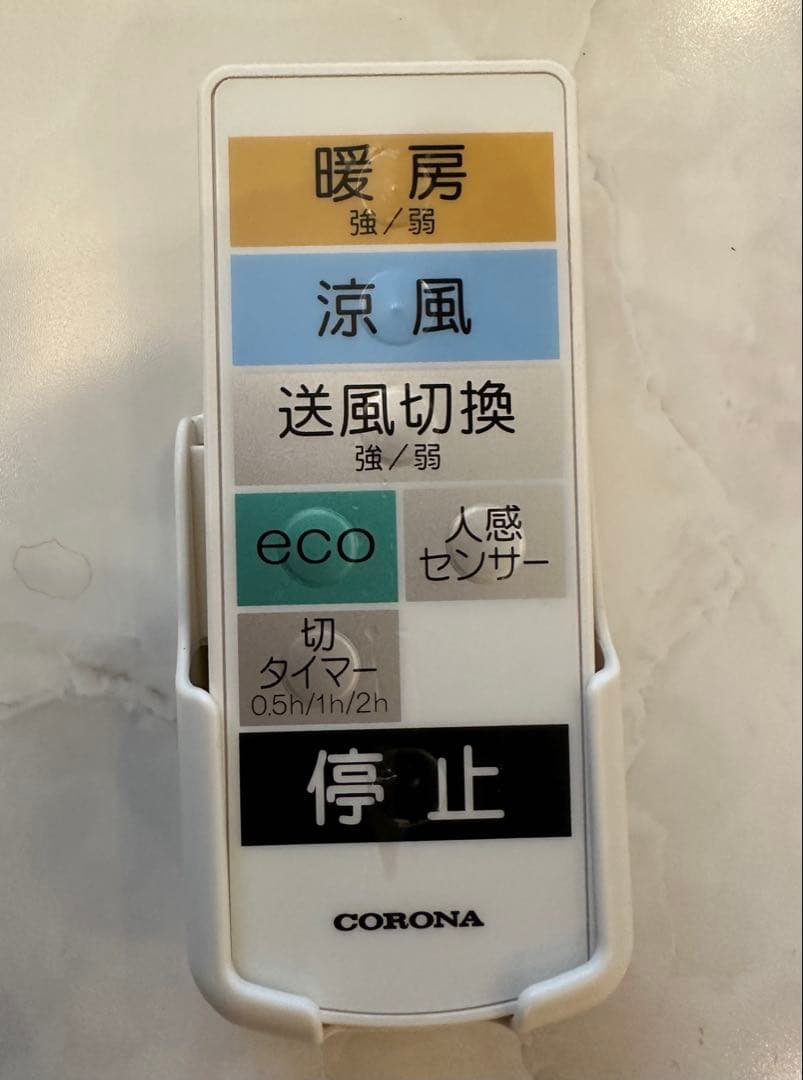 暖房
強/弱
涼風
送風切換
強/弱
eco
人感
センサー
切
タイマー
0.5h/1h/2h
停止
CORONA